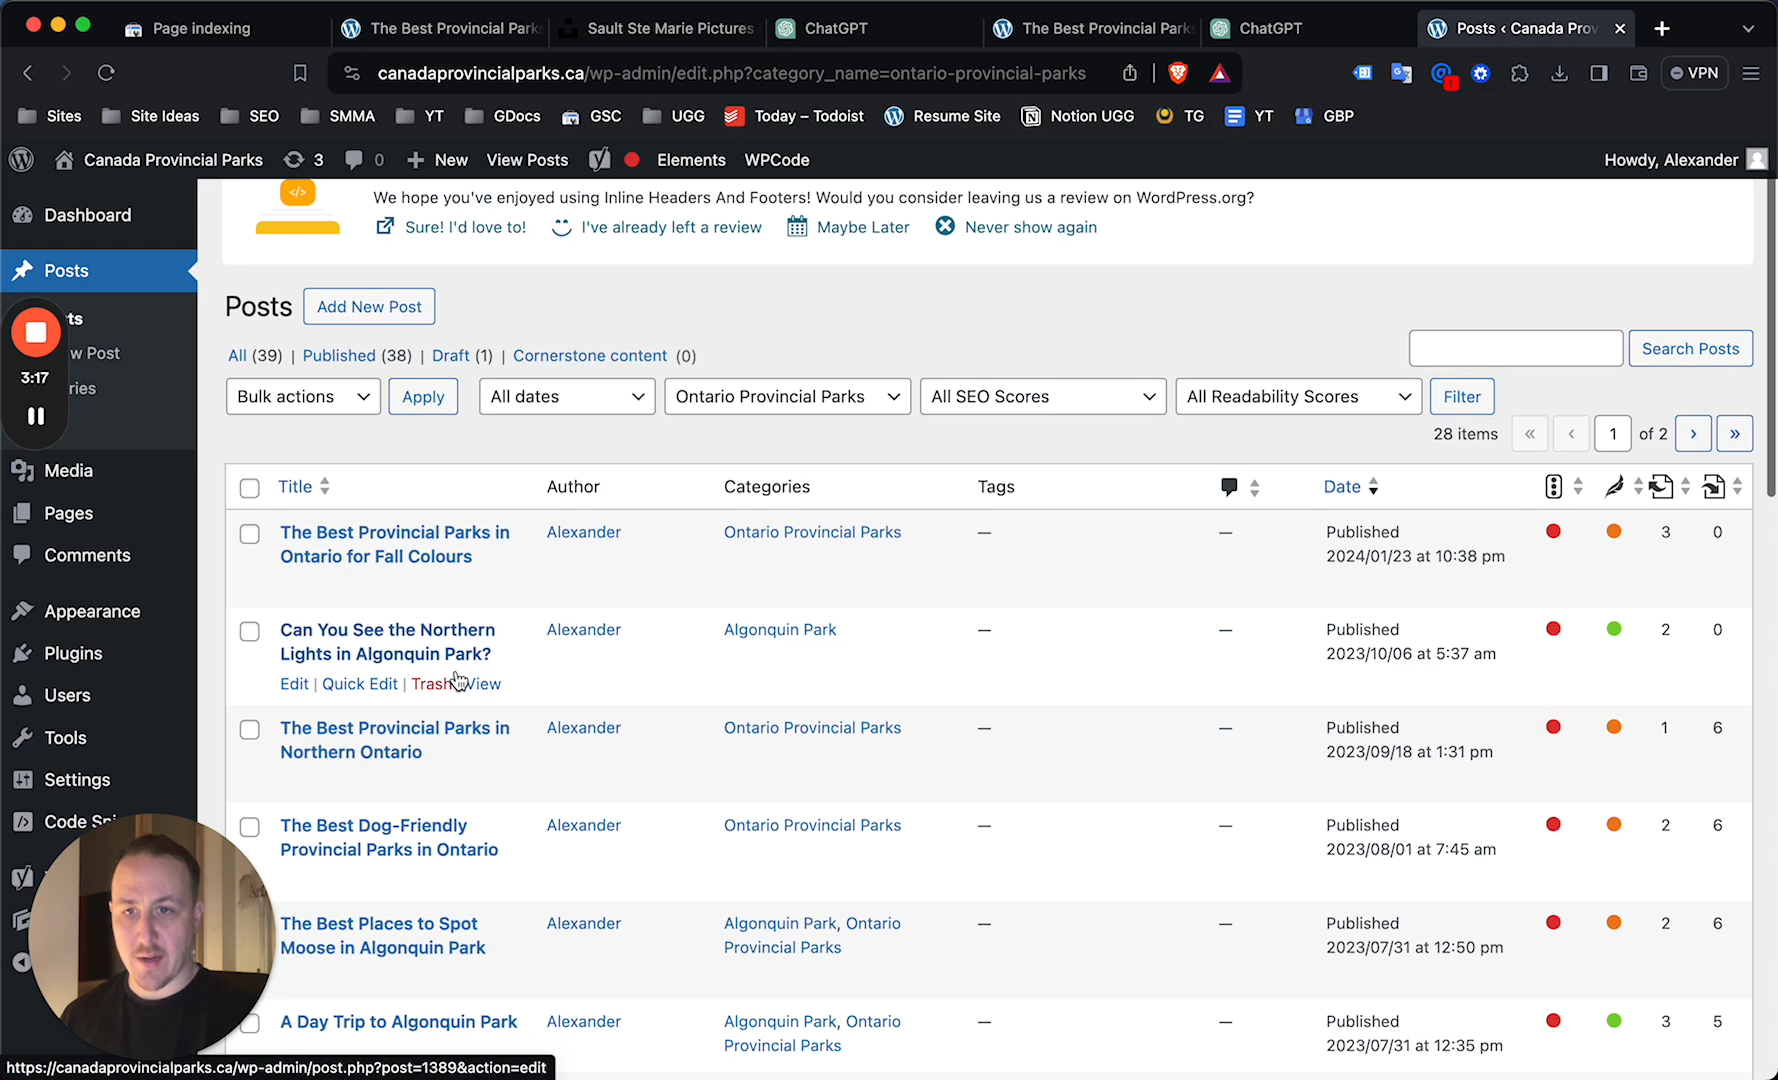 Page indexing
The Best Provincial Park
Sault Ste Marie Pictures
ChatGPT
The Best Provincial Park
ChatGPT
Posts ‹ Canada Prov
canadaprovincialparks.ca/wp-admin/edit.php?category_name=ontario-provincial-parks
1
VPN
Sites
Site Ideas
SEO
SMMA
YT
GDocs
GSC
UGG
Today – Todoist
Resume Site
Notion UGG
TG
YT
GBP
Canada Provincial Parks
3
0
New
View Posts
Elements
WPCode
Howdy, Alexander
We hope you've enjoyed using Inline Headers And Footers! Would you consider leaving us a review on WordPress.org?
Sure! I'd love to!
I've already left a review
Maybe Later
Never show again
Dashboard
Posts
ts
w Post
ries
3:17
Media
Pages
Comments
Appearance
Plugins
Users
Tools
Settings
Code Sni
Posts
Add New Post
All (39) | Published (38) | Draft (1) | Cornerstone content (0)
Search Posts
Bulk actions
Apply
All dates
Ontario Provincial Parks
All SEO Scores
All Readability Scores
Filter
28 items « ‹ 1 of 2 › »
Title
Author
Categories
Tags
Date
The Best Provincial Parks in
Ontario for Fall Colours
Alexander
Ontario Provincial Parks
—
—
Published
2024/01/23 at 10:38 pm
3
0
Can You See the Northern
Lights in Algonquin Park?
Edit | Quick Edit | Trash View
Alexander
Algonquin Park
—
—
Published
2023/10/06 at 5:37 am
2
0
The Best Provincial Parks in
Northern Ontario
Alexander
Ontario Provincial Parks
—
—
Published
2023/09/18 at 1:31 pm
1
6
The Best Dog-Friendly
Provincial Parks in Ontario
Alexander
Ontario Provincial Parks
—
—
Published
2023/08/01 at 7:45 am
2
6
The Best Places to Spot
Moose in Algonquin Park
Alexander
Algonquin Park, Ontario
Provincial Parks
—
—
Published
2023/07/31 at 12:50 pm
2
6
A Day Trip to Algonquin Park
Alexander
Algonquin Park, Ontario
Provincial Parks
—
—
Published
2023/07/31 at 12:35 pm
3
5
https://canadaprovincialparks.ca/wp-admin/post.php?post=1389&action=edit